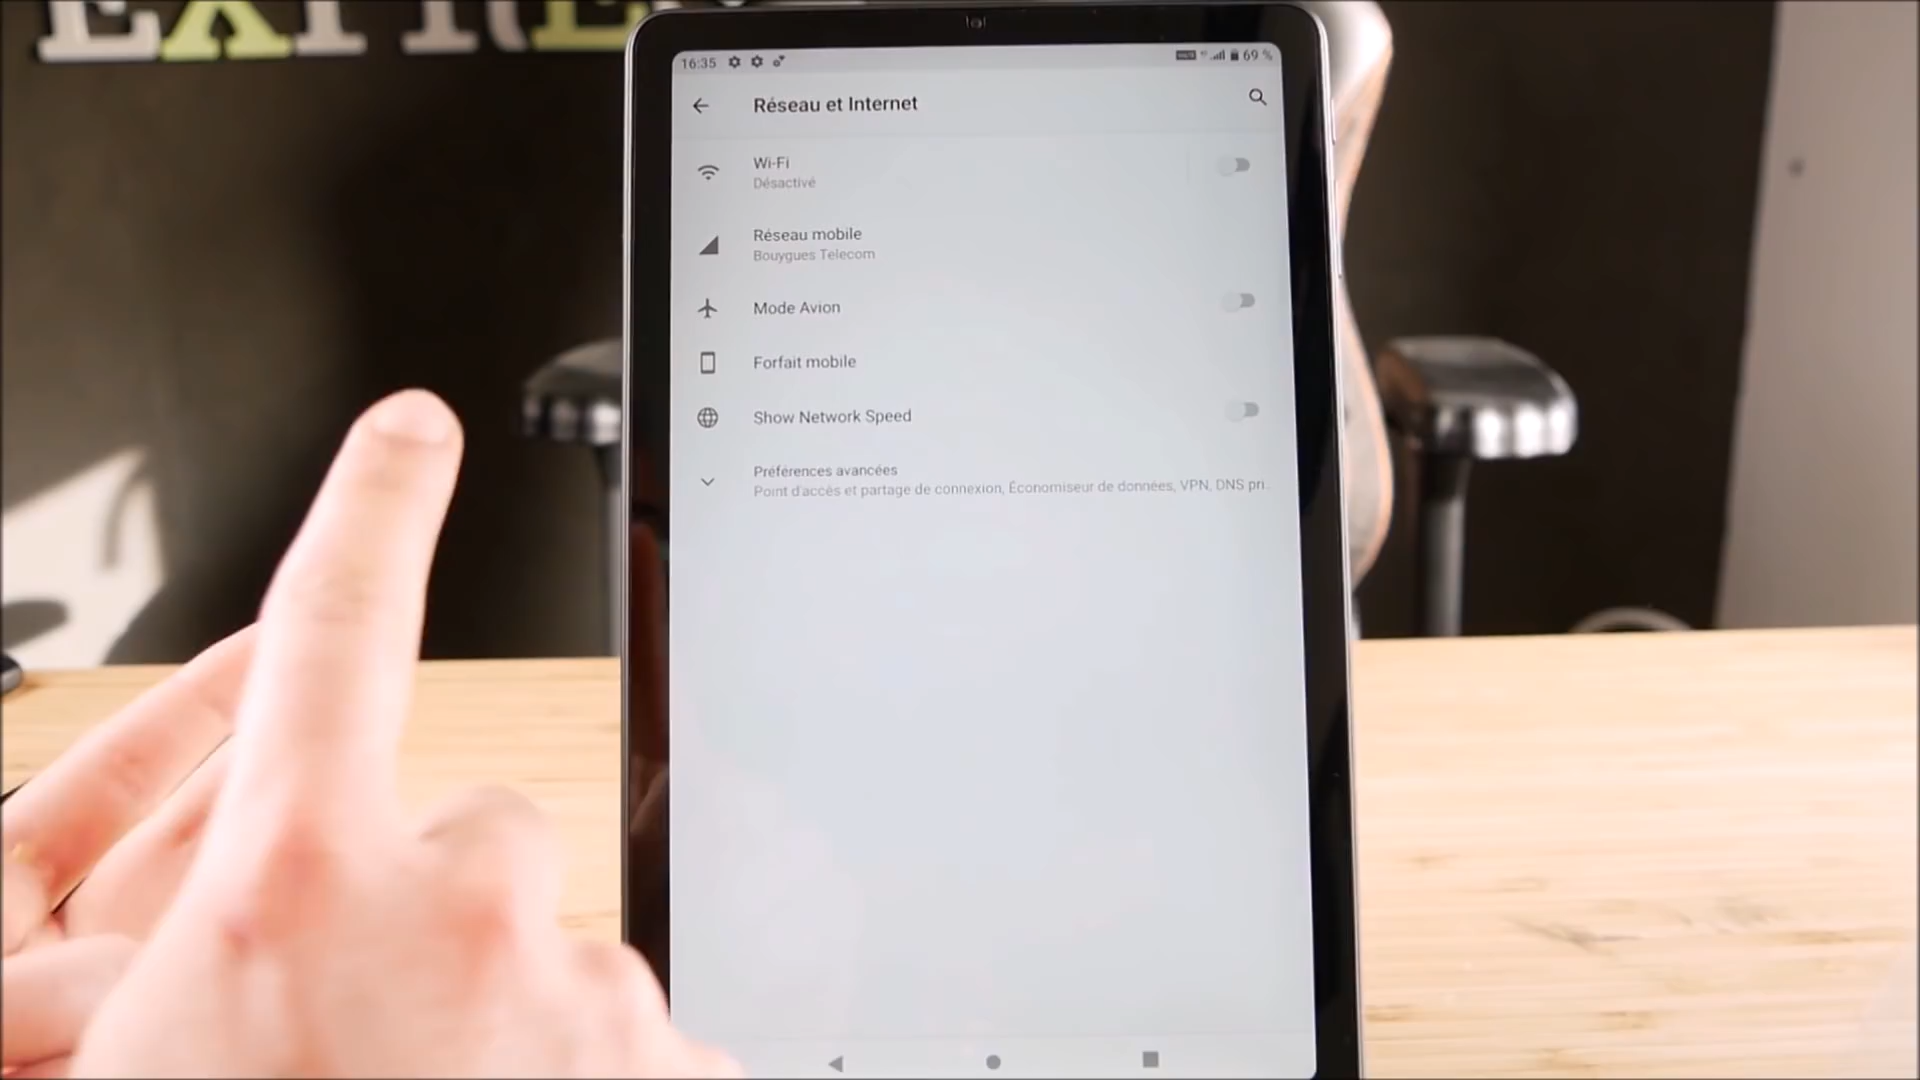 16:35
69 %
Réseau et Internet
Wi-Fi
Désactivé
Réseau mobile
Bouygues Telecom
Mode Avion
Forfait mobile
Show Network Speed
Préférences avancées
Point d'accès et partage de connexion, Économiseur de données, VPN, DNS pri..